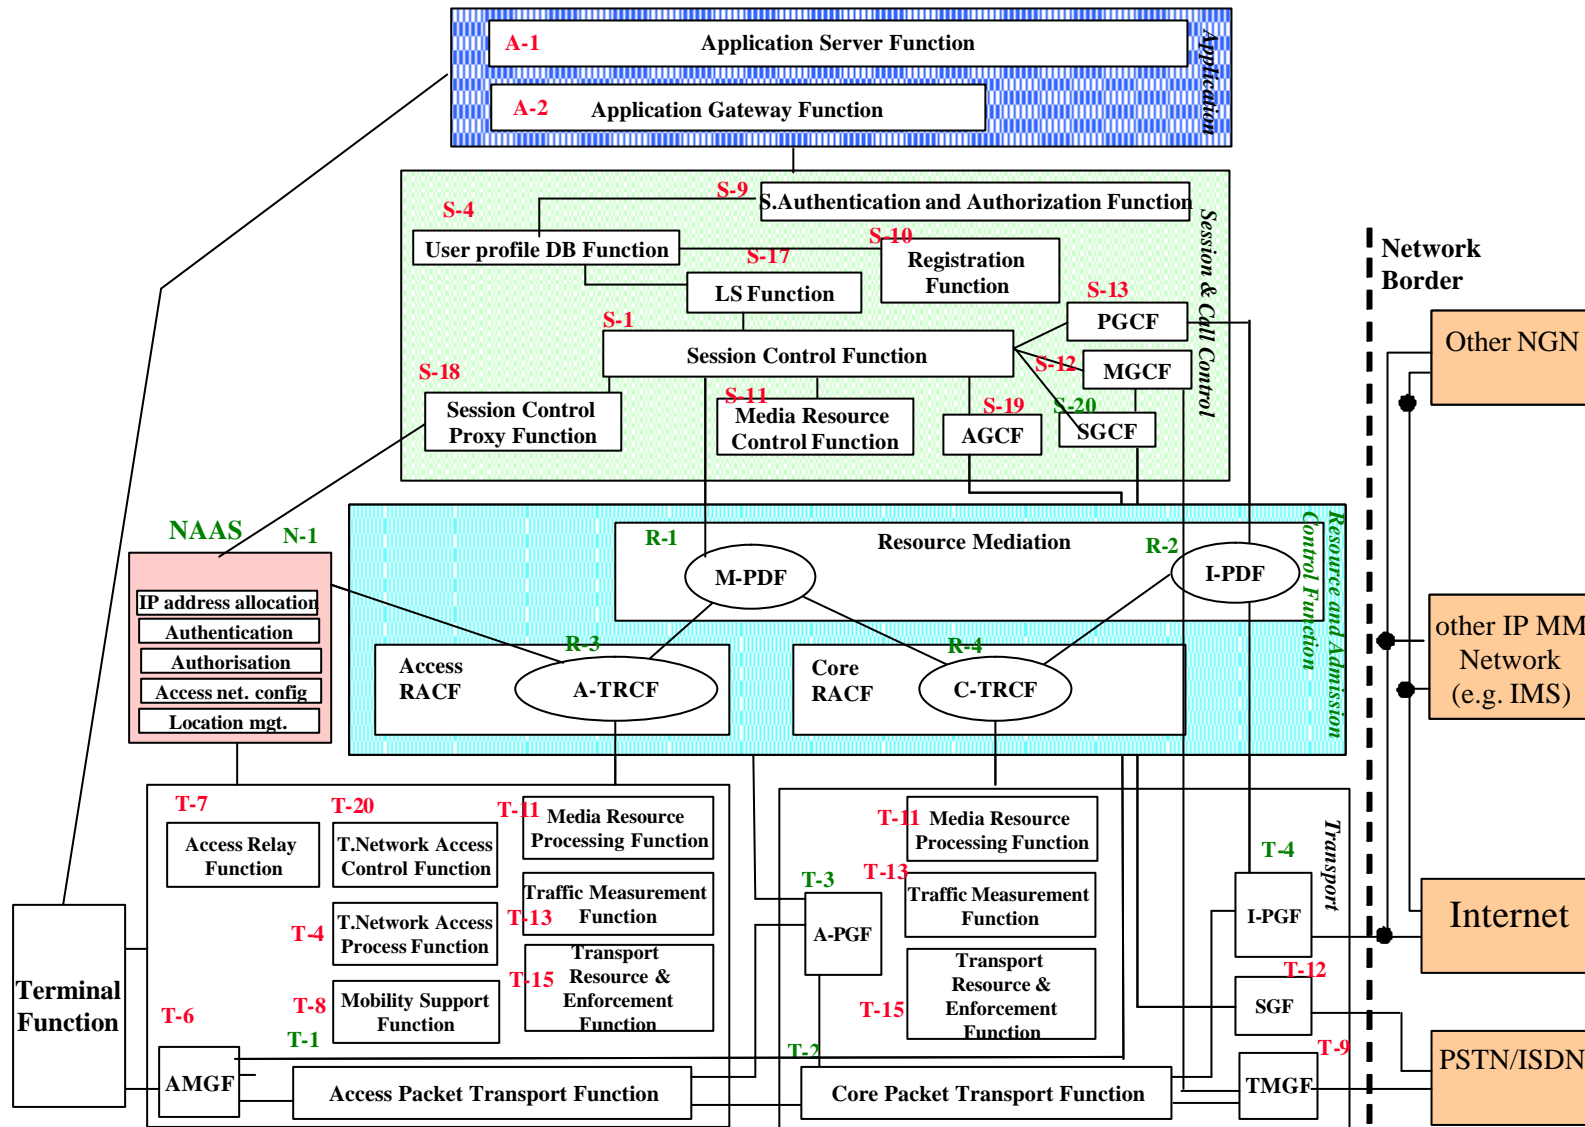 A-1
Application Server Function
A-2
Application Gateway Function
Application
S-9
S.Authentication and Authorization Function
S-4
User profile DB Function
S-10
Registration
Function
S-17
LS Function
S-13
PGCF
S-1
Session Control Function
S-12
MGCF
S-18
Session Control
Proxy Function
S-11
Media Resource
Control Function
S-19
AGCF
S-20
SGCF
Session & Call Control
Network
Border
Other NGN
other IP MM
Network
(e.g. IMS)
Internet
PSTN/ISDN
NAAS
N-1
IP address allocation
Authentication
Authorisation
Access net. config
Location mgt.
R-1
Resource Mediation
R-2
M-PDF
I-PDF
Resource and Admission
Control Function
Access
RACF
R-3
A-TRCF
Core
RACF
R-4
C-TRCF
Terminal
Function
T-7
Access Relay
Function
T-20
T.Network Access
Control Function
T-11
Media Resource
Processing Function
T-4
T.Network Access
Process Function
T-13
Traffic Measurement
Function
T-8
Mobility Support
Function
T-15
Transport
Resource &
Enforcement
Function
T-6
AMGF
T-1
Access Packet Transport Function
T-11
Media Resource
Processing Function
T-3
A-PGF
T-13
Traffic Measurement
Function
T-15
Transport
Resource &
Enforcement
Function
T-2
Core Packet Transport Function
Transport
T-4
I-PGF
T-12
SGF
T-9
TMGF